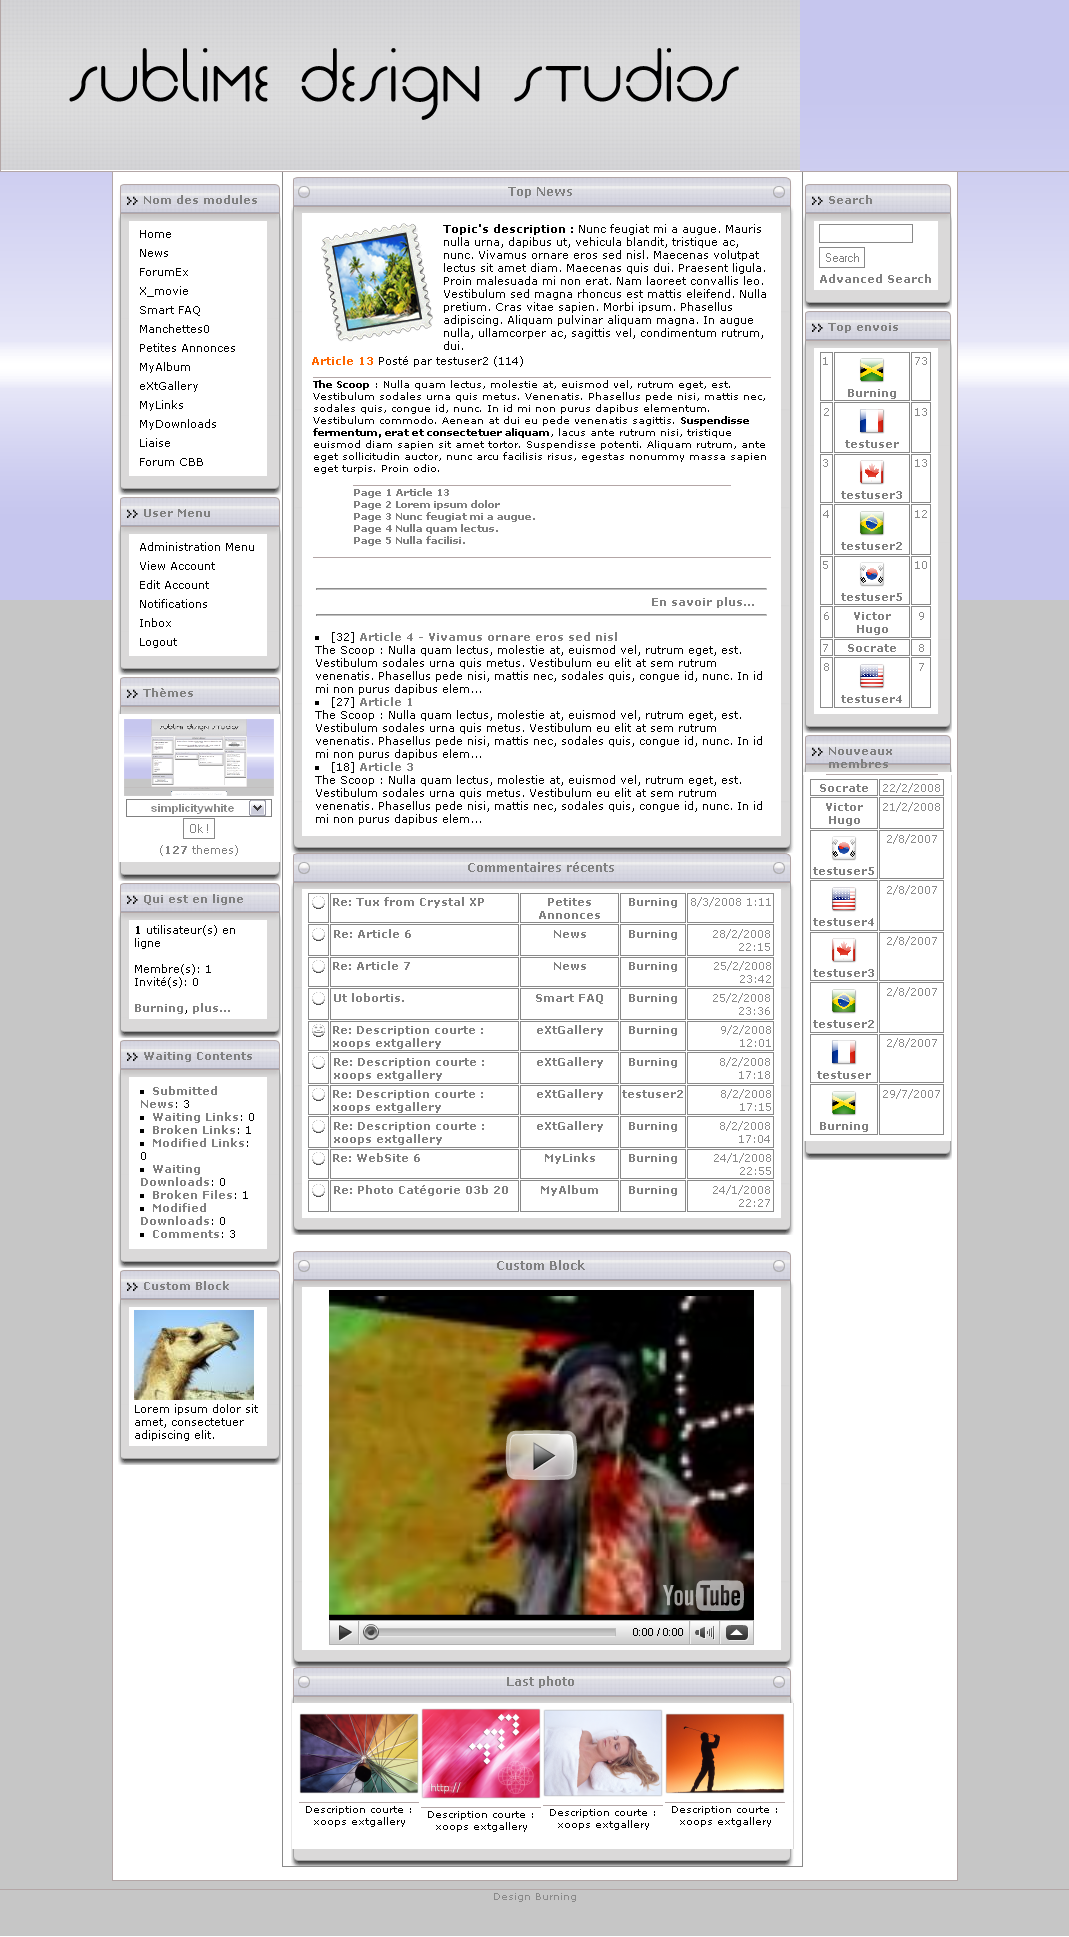 sublime design studios
Nom des modules
Home
News
ForumEx
X_movie
Smart FAQ
Manchettes0
Petites Annonces
MyAlbum
eXtGallery
MyLinks
MyDownloads
Liaise
Forum CBB
User Menu
Administration Menu
View Account
Edit Account
Notifications
Inbox
Logout
Thèmes
sublime design studios
simplicitywhite
Ok !
(127 themes)
Qui est en ligne
1 utilisateur(s) en
ligne
Membre(s): 1
Invité(s): 0
Burning, plus...
Waiting Contents
Submitted
News: 3
Waiting Links: 0
Broken Links: 1
Modified Links:
0
Waiting
Downloads: 0
Broken Files: 1
Modified
Downloads: 0
Comments: 3
Custom Block
Lorem ipsum dolor sit
amet, consectetuer
adipiscing elit.
Top News
Topic's description : Nunc feugiat mi a augue. Mauris
nulla urna, dapibus ut, vehicula blandit, tristique ac,
nunc. Vivamus ornare eros sed nisl. Maecenas volutpat
lectus sit amet diam. Maecenas quis dui. Praesent ligula.
Proin malesuada mi non erat. Nam laoreet convallis leo.
Vestibulum sed magna rhoncus est mattis eleifend. Nulla
pretium. Cras vitae sapien. Morbi ipsum. Phasellus
adipiscing. Aliquam pulvinar aliquam magna. In augue
nulla, ullamcorper ac, sagittis vel, condimentum rutrum,
dui.
Article 13 Posté par testuser2 (114)
The Scoop : Nulla quam lectus, molestie at, euismod vel, rutrum eget, est.
Vestibulum sodales urna quis metus. Venenatis. Phasellus pede nisi, mattis nec,
sodales quis, congue id, nunc. In id mi non purus dapibus elementum.
Vestibulum commodo. Aenean at dui eu pede venenatis sagittis. Suspendisse
fermentum, erat et consectetuer aliquam, lacus ante rutrum nisi, tristique
euismod diam sapien sit amet tortor. Suspendisse potenti. Aliquam rutrum, ante
eget sollicitudin auctor, nunc arcu facilisis risus, egestas nonummy massa sapien
eget turpis. Proin odio.
Page 1 Article 13
Page 2 Lorem ipsum dolor
Page 3 Nunc feugiat mi a augue.
Page 4 Nulla quam lectus.
Page 5 Nulla facilisi.
En savoir plus...
[32] Article 4 - Vivamus ornare eros sed nisl
The Scoop : Nulla quam lectus, molestie at, euismod vel, rutrum eget, est.
Vestibulum sodales urna quis metus. Vestibulum eu elit at sem rutrum
venenatis. Phasellus pede nisi, mattis nec, sodales quis, congue id, nunc. In id
mi non purus dapibus elem...
[27] Article 1
The Scoop : Nulla quam lectus, molestie at, euismod vel, rutrum eget, est.
Vestibulum sodales urna quis metus. Vestibulum eu elit at sem rutrum
venenatis. Phasellus pede nisi, mattis nec, sodales quis, congue id, nunc. In id
mi non purus dapibus elem...
[18] Article 3
The Scoop : Nulla quam lectus, molestie at, euismod vel, rutrum eget, est.
Vestibulum sodales urna quis metus. Vestibulum eu elit at sem rutrum
venenatis. Phasellus pede nisi, mattis nec, sodales quis, congue id, nunc. In id
mi non purus dapibus elem...
Commentaires récents
Re: Tux from Crystal XP Petites Annonces Burning 8/3/2008 1:11
Re: Article 6 News Burning 28/2/2008 22:15
Re: Article 7 News Burning 25/2/2008 23:42
Ut lobortis. Smart FAQ Burning 25/2/2008 23:36
Re: Description courte : xoops extgallery eXtGallery Burning 9/2/2008 12:01
Re: Description courte : xoops extgallery eXtGallery Burning 8/2/2008 17:18
Re: Description courte : xoops extgallery eXtGallery testuser2 8/2/2008 17:15
Re: Description courte : xoops extgallery eXtGallery Burning 8/2/2008 17:04
Re: WebSite 6 MyLinks Burning 24/1/2008 22:55
Re: Photo Catégorie 03b 20 MyAlbum Burning 24/1/2008 22:27
Custom Block
YouTube
0:00 / 0:00
Last photo
http://
Description courte :
xoops extgallery
Description courte :
xoops extgallery
Description courte :
xoops extgallery
Description courte :
xoops extgallery
Search
Search
Advanced Search
Top envois
1 Burning 73
2 testuser 13
3 testuser3 13
4 testuser2 12
5 testuser5 10
6 Victor Hugo 9
7 Socrate 8
8 testuser4 7
Nouveaux
membres
Socrate 22/2/2008
Victor Hugo 21/2/2008
testuser5 2/8/2007
testuser4 2/8/2007
testuser3 2/8/2007
testuser2 2/8/2007
testuser 2/8/2007
Burning 29/7/2007
Design Burning